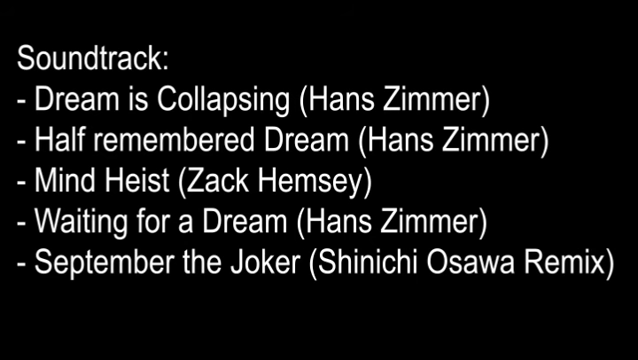 Soundtrack:
- Dream is Collapsing (Hans Zimmer)
- Half remembered Dream (Hans Zimmer)
- Mind Heist (Zack Hemsey)
- Waiting for a Dream (Hans Zimmer)
- September the Joker (Shinichi Osawa Remix)